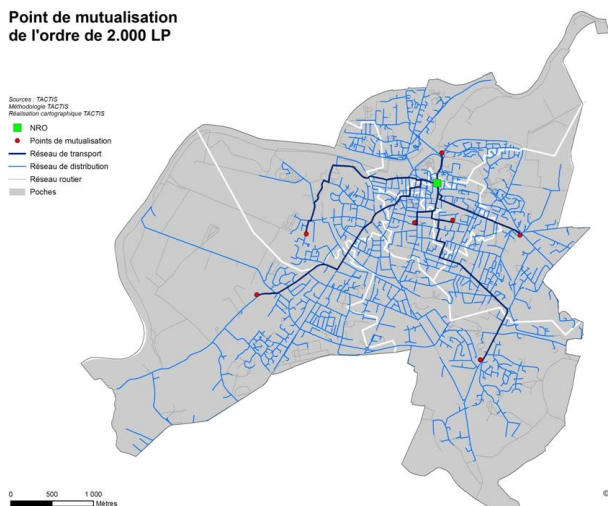 Point de mutualisation
de l'ordre de 2.000 LP
Sources : TACTIS
Méthodologie TACTIS
Réalisation cartographique TACTIS
NRO
Points de mutualisation
Réseau de transport
Réseau de distribution
Réseau routier
Poches
0 500 1 000
Mètres
©